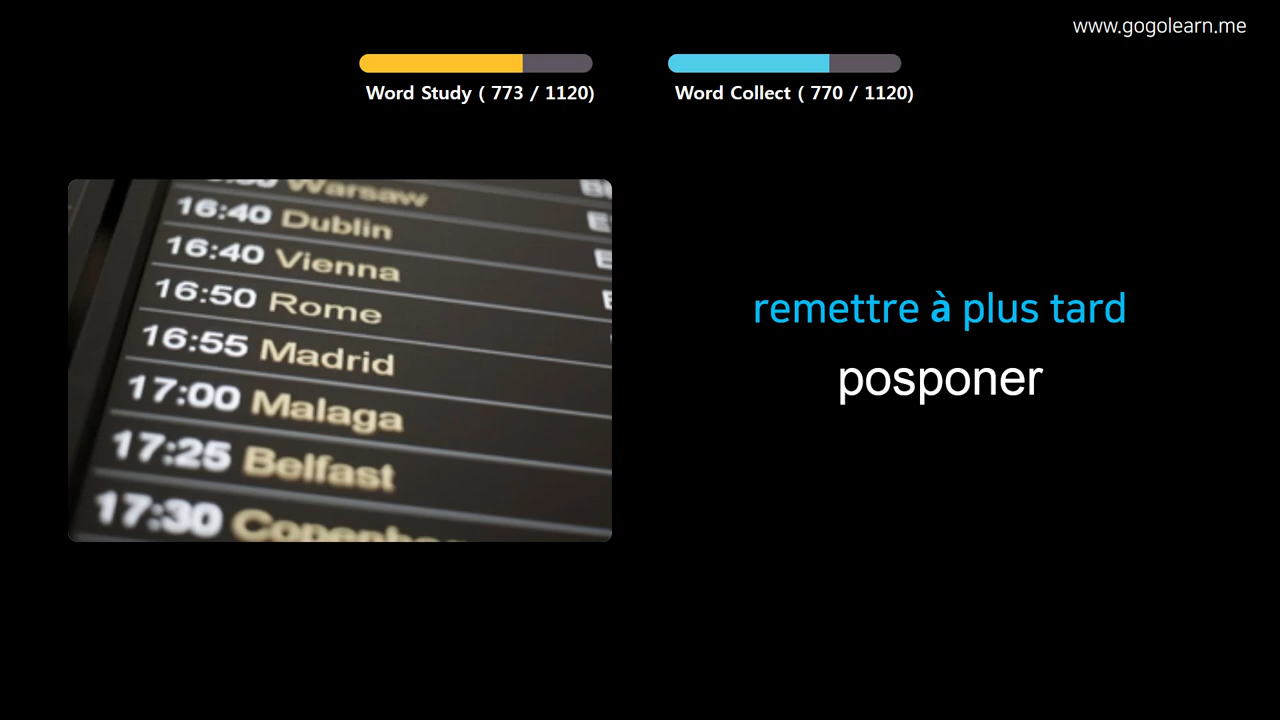 www.gogolearn.me
Word Study ( 773 / 1120)
Word Collect ( 770 / 1120)
Warsaw
16:40 Dublin
16:40 Vienna
16:50 Rome
16:55 Madrid
17:00 Malaga
17:25 Belfast
17:30
remettre à plus tard
posponer